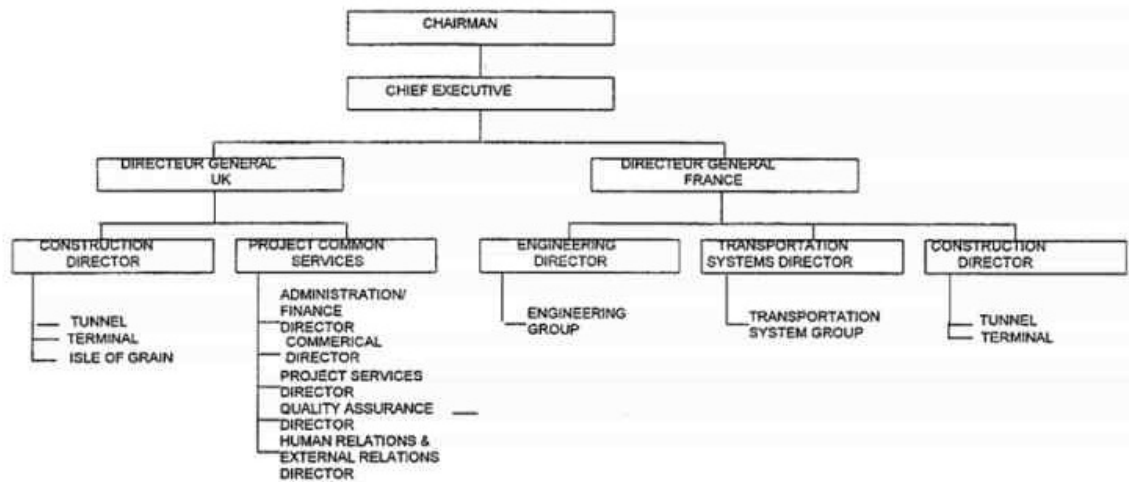 CHAIRMAN
CHIEF EXECUTIVE
DIRECTEUR GENERAL
UK
DIRECTEUR GENERAL
FRANCE
CONSTRUCTION
DIRECTOR
PROJECT COMMON
SERVICES
ENGINEERING
DIRECTOR
TRANSPORTATION
SYSTEMS DIRECTOR
CONSTRUCTION
DIRECTOR
TUNNEL
TERMINAL
ISLE OF GRAIN
ADMINISTRATION/
FINANCE
DIRECTOR
COMMERICAL
DIRECTOR
PROJECT SERVICES
DIRECTOR
QUALITY ASSURANCE
DIRECTOR
HUMAN RELATIONS &
EXTERNAL RELATIONS
DIRECTOR
ENGINEERING
GROUP
TRANSPORTATION
SYSTEM GROUP
TUNNEL
TERMINAL